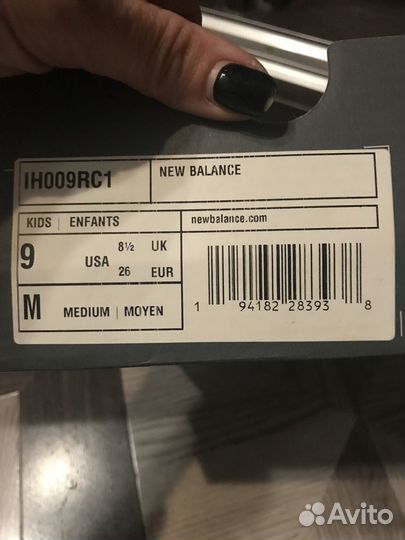 IH009RC1
NEW BALANCE
KIDS | ENFANTS
newbalance.com
9 USA 8½ UK
26 EUR
M MEDIUM | MOYEN
1 94182 28393 8
Avito